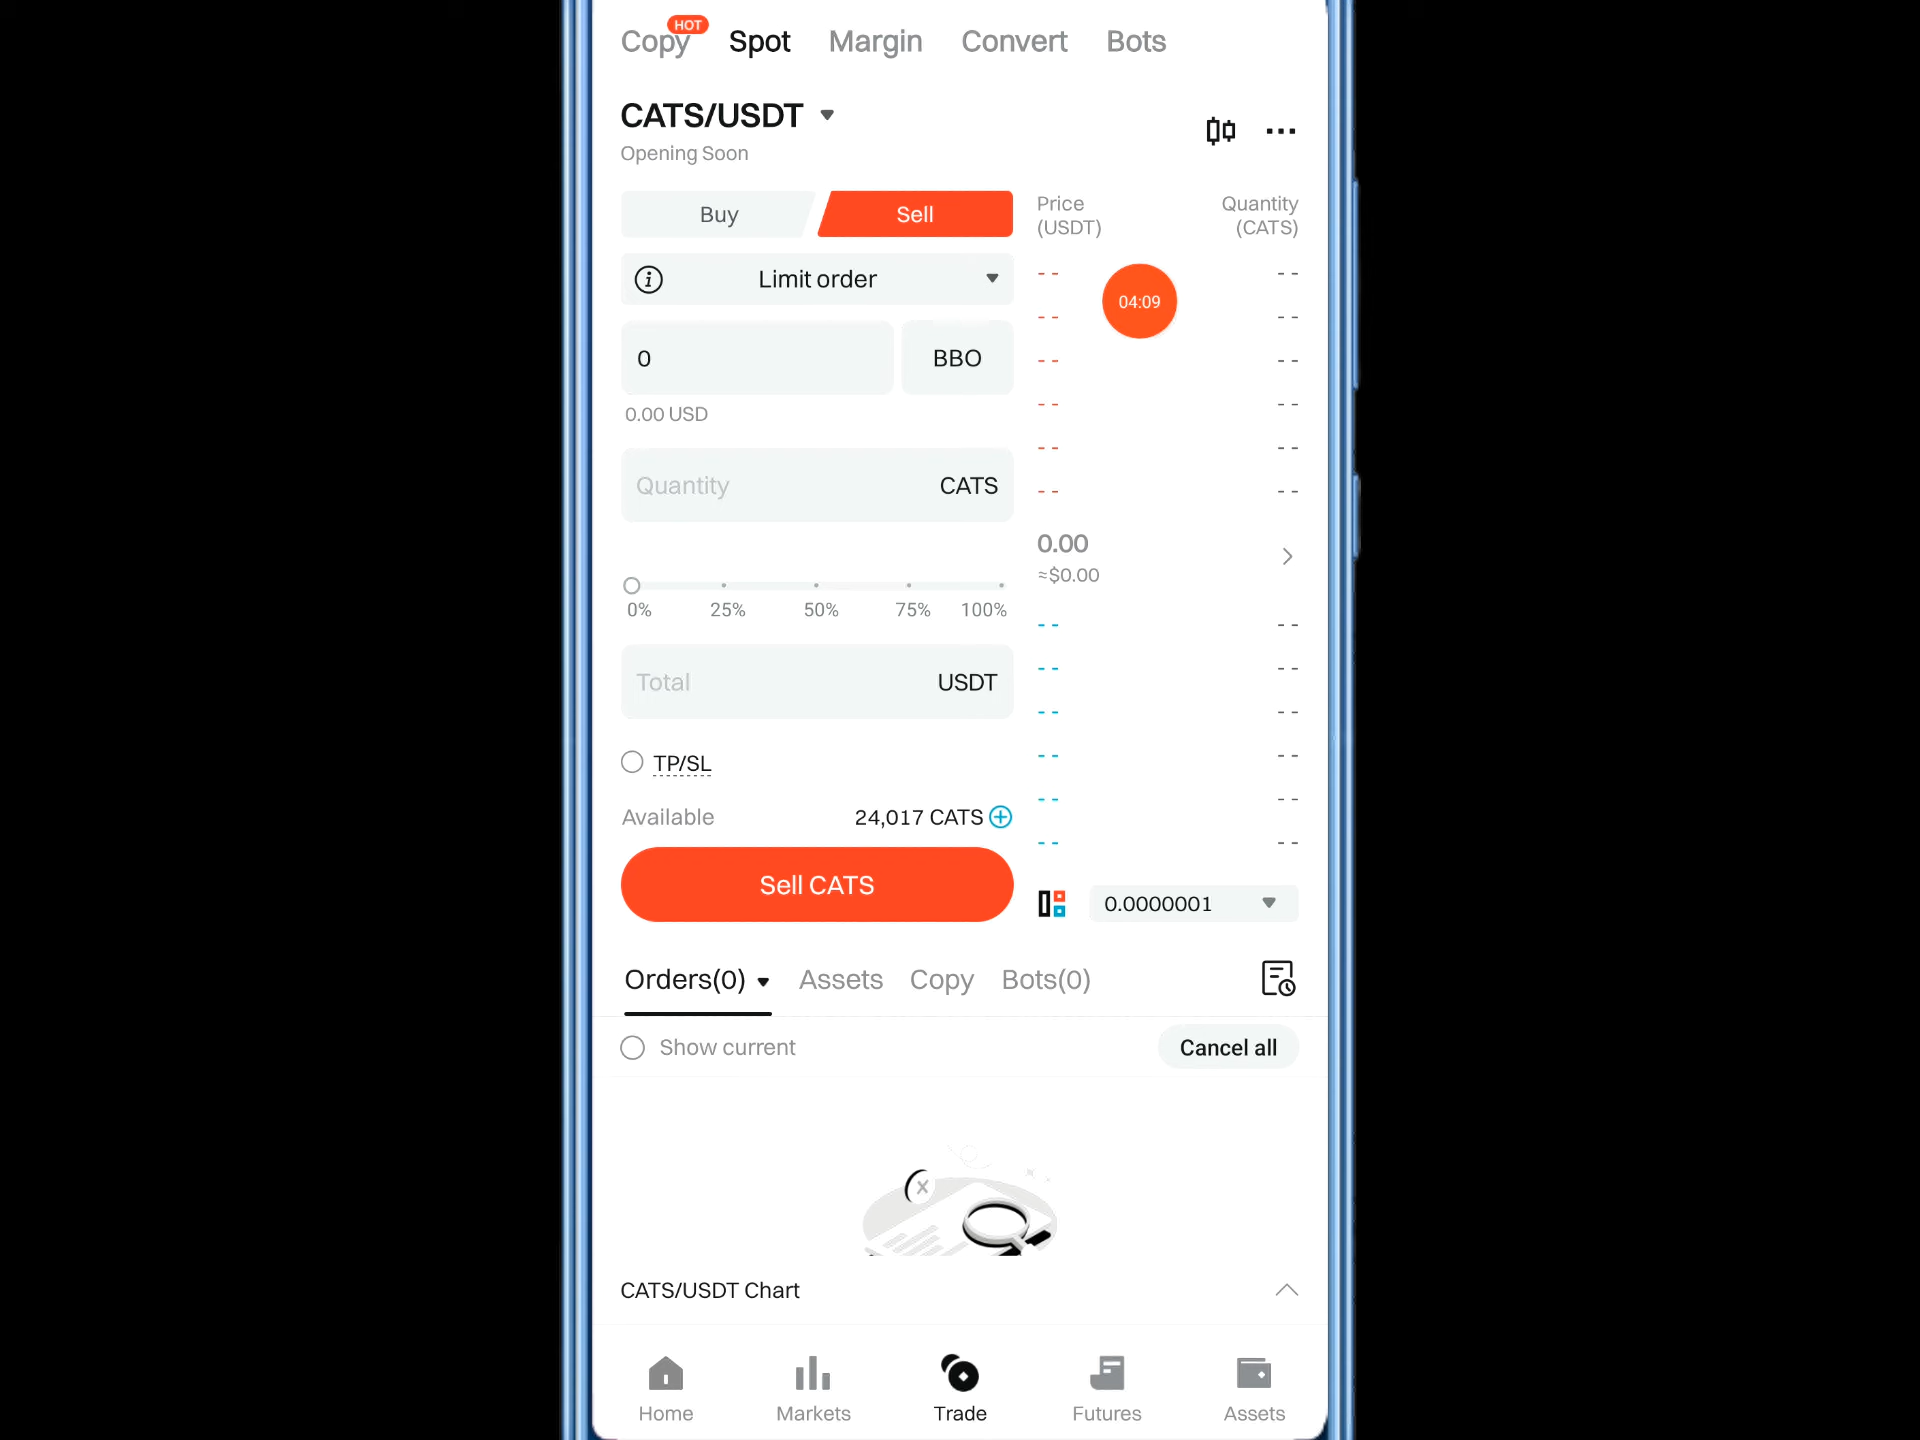 Copy HOT Spot Margin Convert Bots
CATS/USDT
Opening Soon
Buy Sell
Limit order
0 BBO
0.00 USD
Quantity CATS
0% 25% 50% 75% 100%
Total USDT
TP/SL
Available 24,017 CATS
Sell CATS
Price Quantity
(USDT) (CATS)
-- --
04:09
-- --
-- --
-- --
-- --
-- --
0.00
≈$0.00
-- --
-- --
-- --
-- --
-- --
-- --
0.0000001
Orders(0) Assets Copy Bots(0)
Show current Cancel all
CATS/USDT Chart
Home Markets Trade Futures Assets